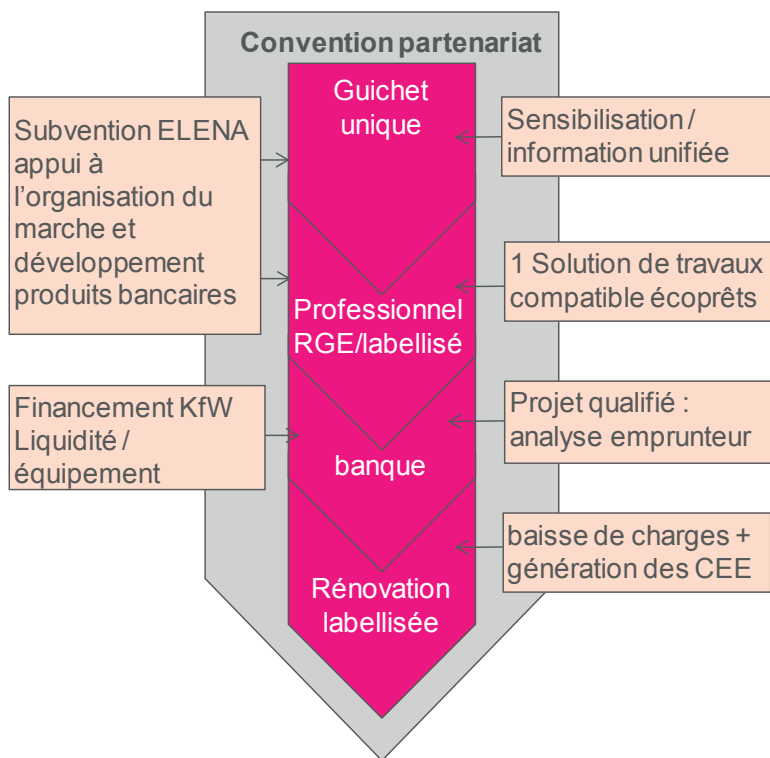 Convention partenariat
Guichet
unique
Subvention ELENA
appui à
l'organisation du
marche et
développement
produits bancaires
Sensibilisation /
information unifiée
1 Solution de travaux
compatible écoprêts
Professionnel
RGE/labellisé
Financement KfW
Liquidité /
équipement
Projet qualifié :
analyse emprunteur
banque
baisse de charges +
génération des CEE
Rénovation
labellisée